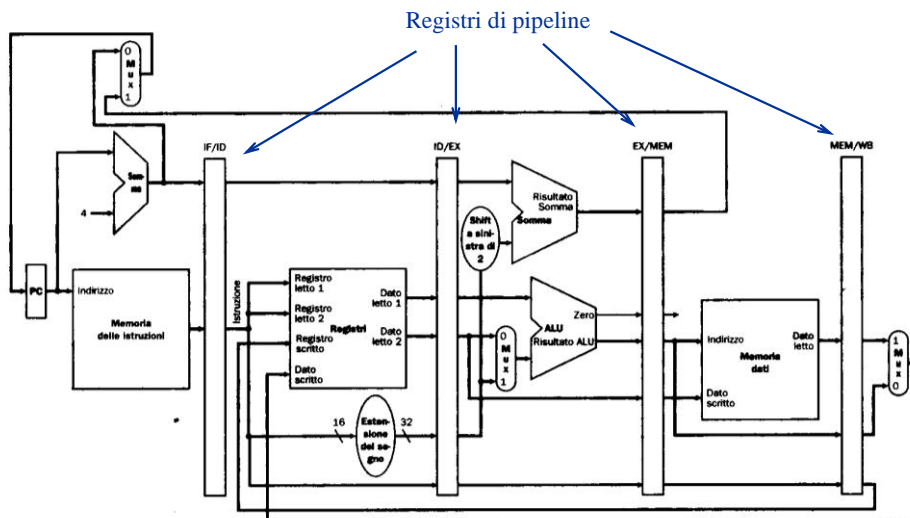 Registri di pipeline
0
M
u
x
1
IF/ID
ID/EX
EX/MEM
MEM/WB
Som-
ma
4
Shift
a sini-
stra di
2
Risultato
Somma
Somma
PC
Indirizzo
Memoria
delle istruzioni
Istruzione
Registro
letto 1
Registro
letto 2
Registri
Registro
scritto
Dato
scritto
Dato
letto 1
Dato
letto 2
0
M
u
x
1
ALU
Zero
Risultato ALU
Indirizzo
Dato
letto
Memoria
dati
Dato
scritto
1
M
u
x
0
16
Esten-
sione
del se-
gno
32